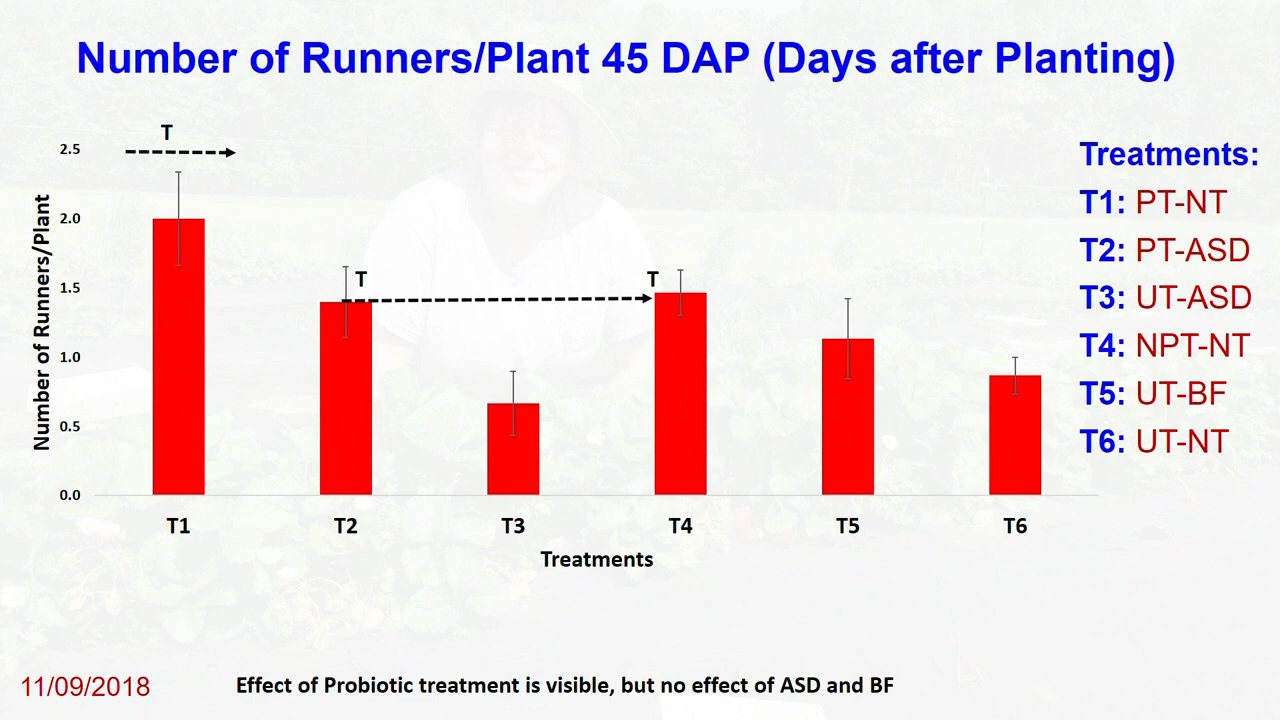 Number of Runners/Plant 45 DAP (Days after Planting)
T
2.5
2.0
1.5
1.0
0.5
0.0
Number of Runners/Plant
T
T
T1
T2
T3
T4
T5
T6
Treatments
Treatments:
T1: PT-NT
T2: PT-ASD
T3: UT-ASD
T4: NPT-NT
T5: UT-BF
T6: UT-NT
11/09/2018
Effect of Probiotic treatment is visible, but no effect of ASD and BF